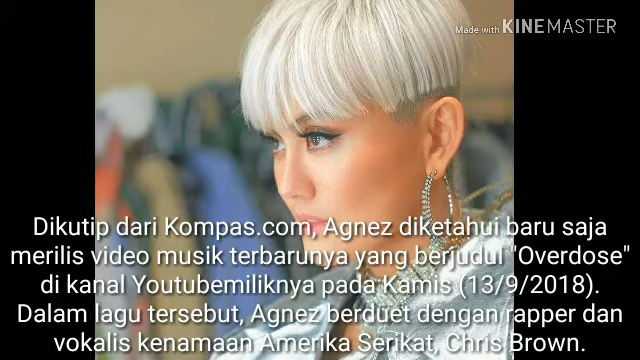 Made with KINEMASTER
Dikutip dari Kompas.com, Agnez diketahui baru saja
merilis video musik terbarunya yang berjudul "Overdose"
di kanal Youtubemiliknya pada Kamis (13/9/2018).
Dalam lagu tersebut, Agnez berduet dengan rapper dan
vokalis kenamaan Amerika Serikat, Chris Brown.